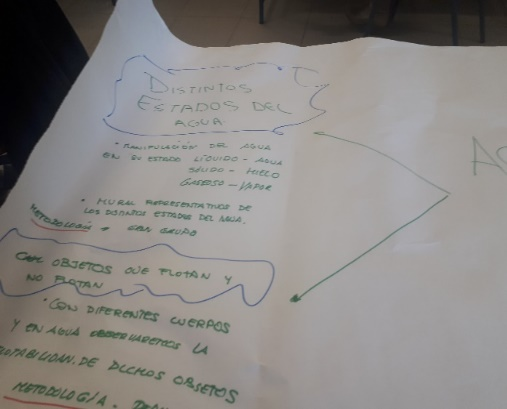 DISTINTOS
ESTADOS DEL
AGUA
• MANIPULACIÓN DEL AGUA
EN SU ESTADO LÍQUIDO - AGUA
SÓLIDO - HIELO
GASEOSO - VAPOR
• MURAL REPRESENTATIVOS DE
LOS DISTINTOS ESTADOS DEL AGUA.
METODOLOGÍA → GRAN GRUPO
OBJETOS QUE FLOTAN Y
NO FLOTAN
• CON DIFERENTES CUERPOS
Y EN AGUA OBSERVAREMOS LA
FLOTABILIDAD. DE DICHOS OBJETOS
METODOLOGÍA.